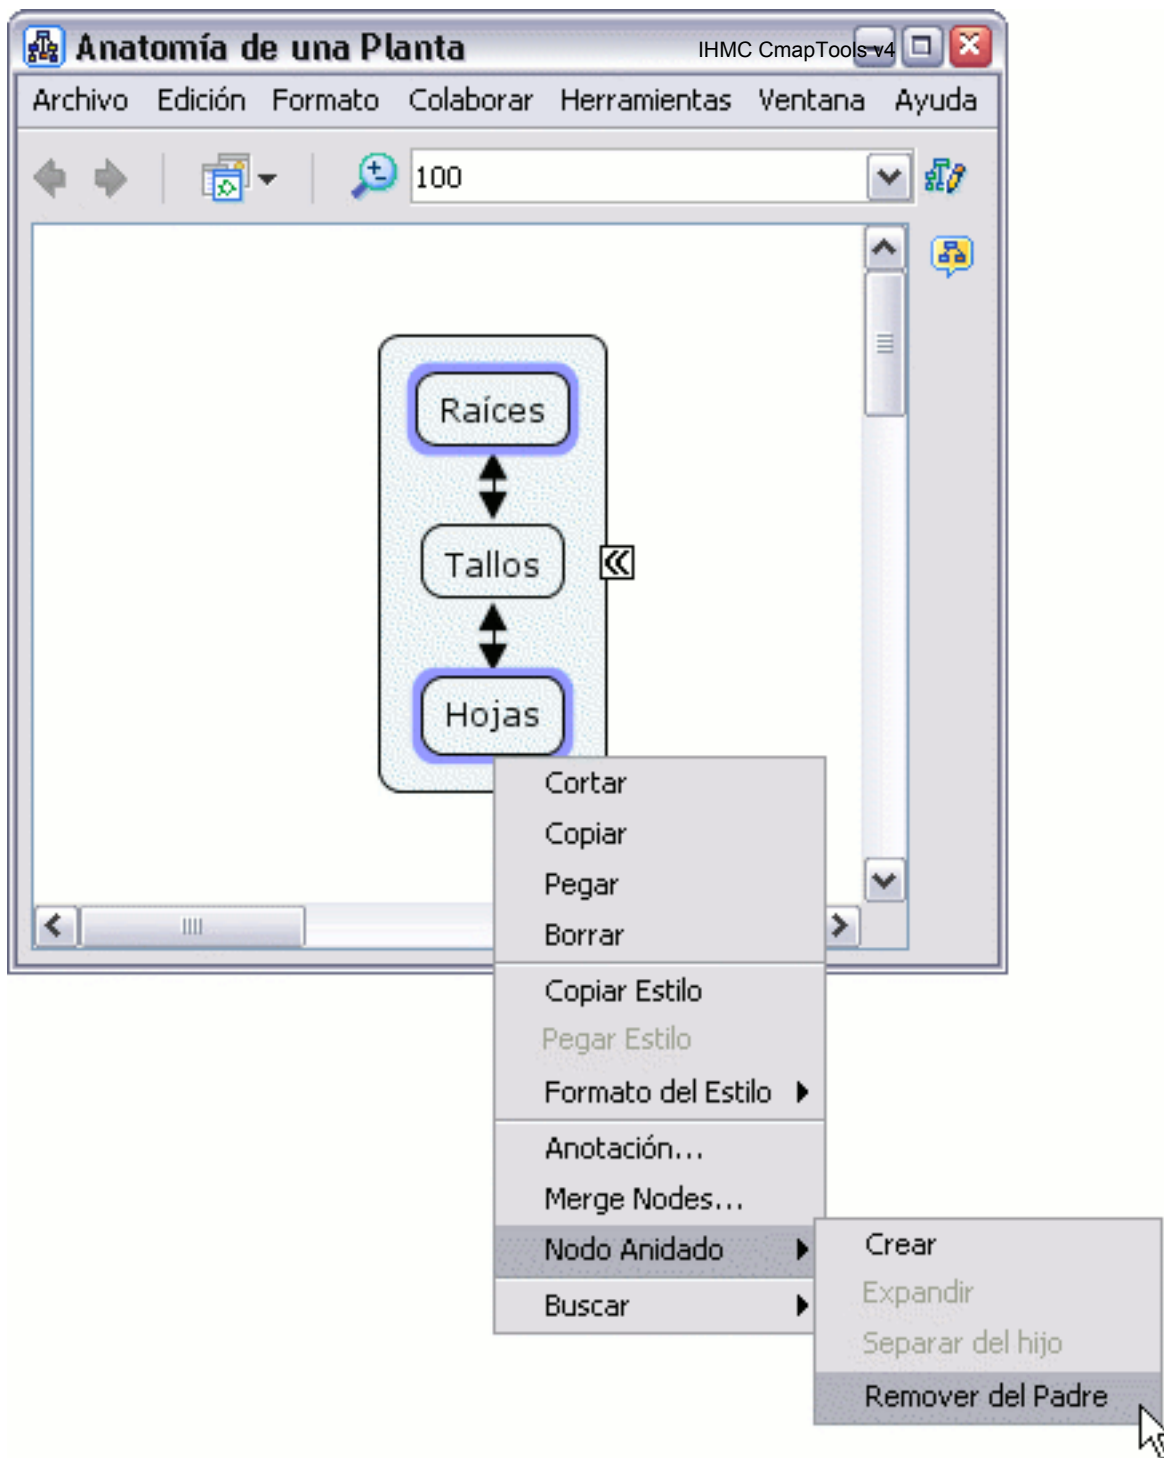 Anatomía de una Planta
IHMC CmapTools v4
Archivo Edición Formato Colaborar Herramientas Ventana Ayuda
100
Raíces
Tallos
Hojas
Cortar
Copiar
Pegar
Borrar
Copiar Estilo
Pegar Estilo
Formato del Estilo
Anotación...
Merge Nodes...
Nodo Anidado
Buscar
Crear
Expandir
Separar del hijo
Remover del Padre